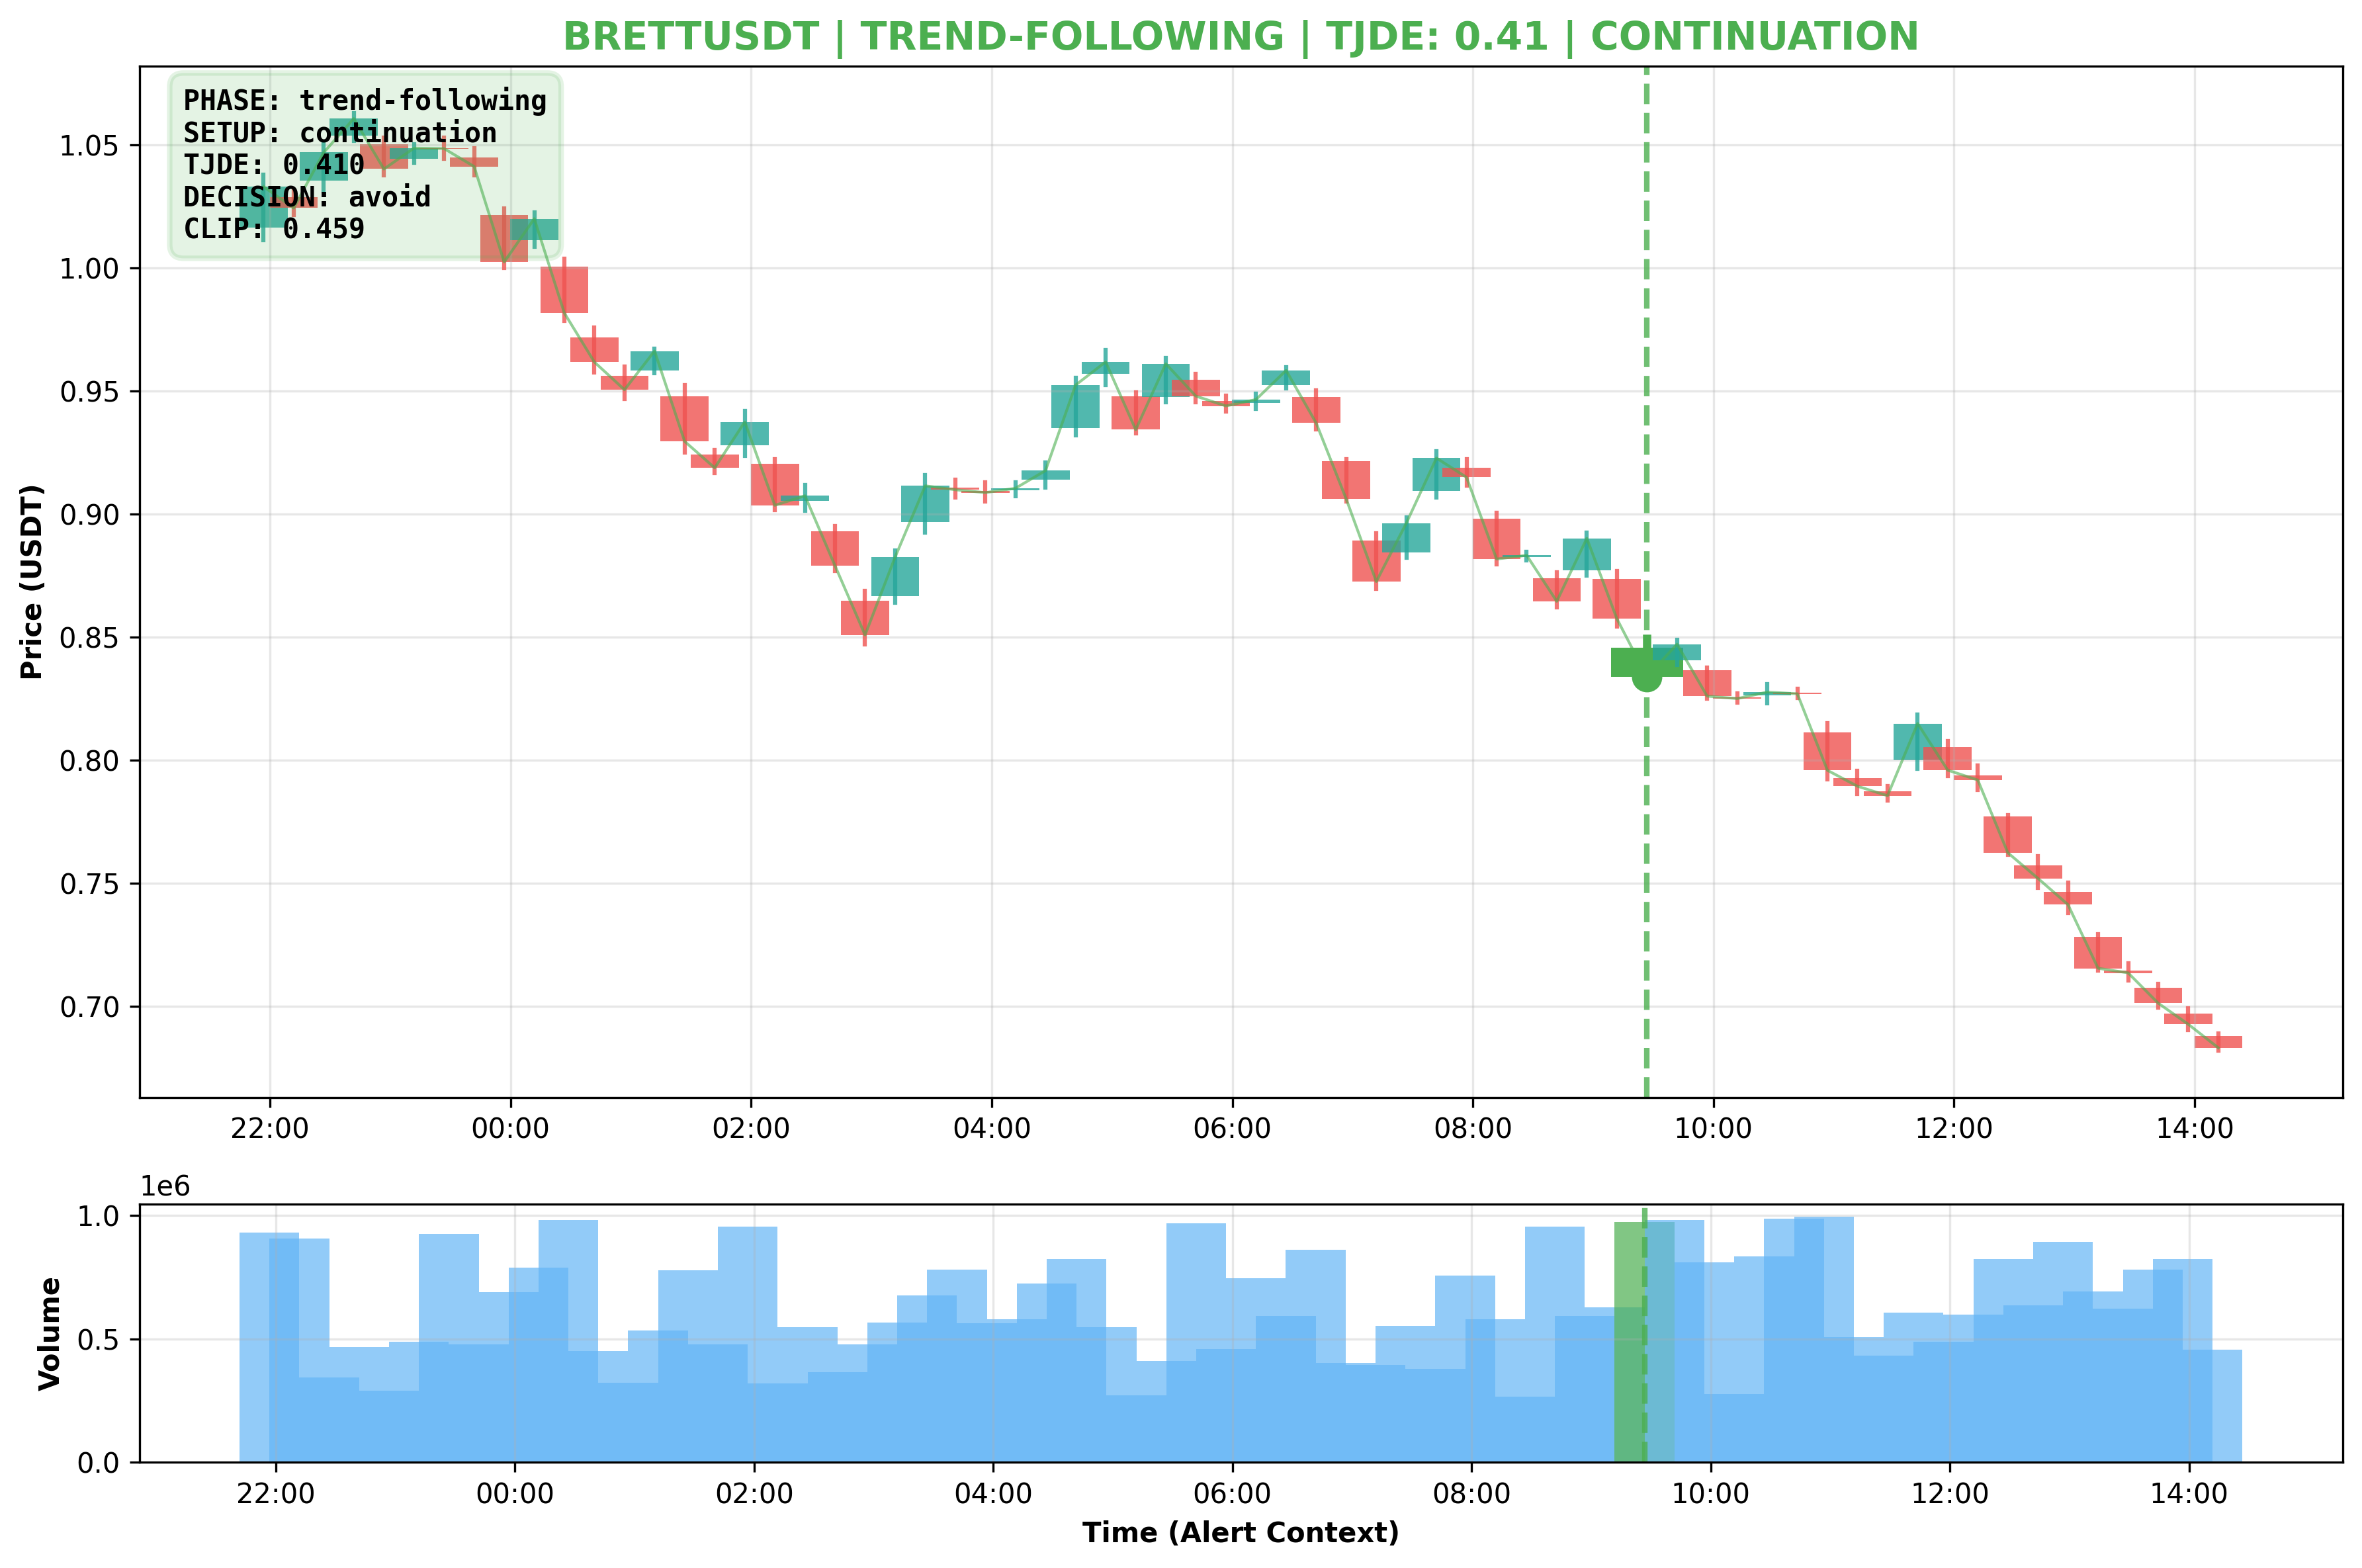 BRETTUSDT | TREND-FOLLOWING | TJDE: 0.41 | CONTINUATION
PHASE: trend-following
SETUP: continuation
TJDE: 0.410
DECISION: avoid
CLIP: 0.459
Price (USDT)
1.05
1.00
0.95
0.90
0.85
0.80
0.75
0.70
22:00 00:00 02:00 04:00 06:00 08:00 10:00 12:00 14:00
1e6
Volume
1.0
0.5
0.0
22:00 00:00 02:00 04:00 06:00 08:00 10:00 12:00 14:00
Time (Alert Context)